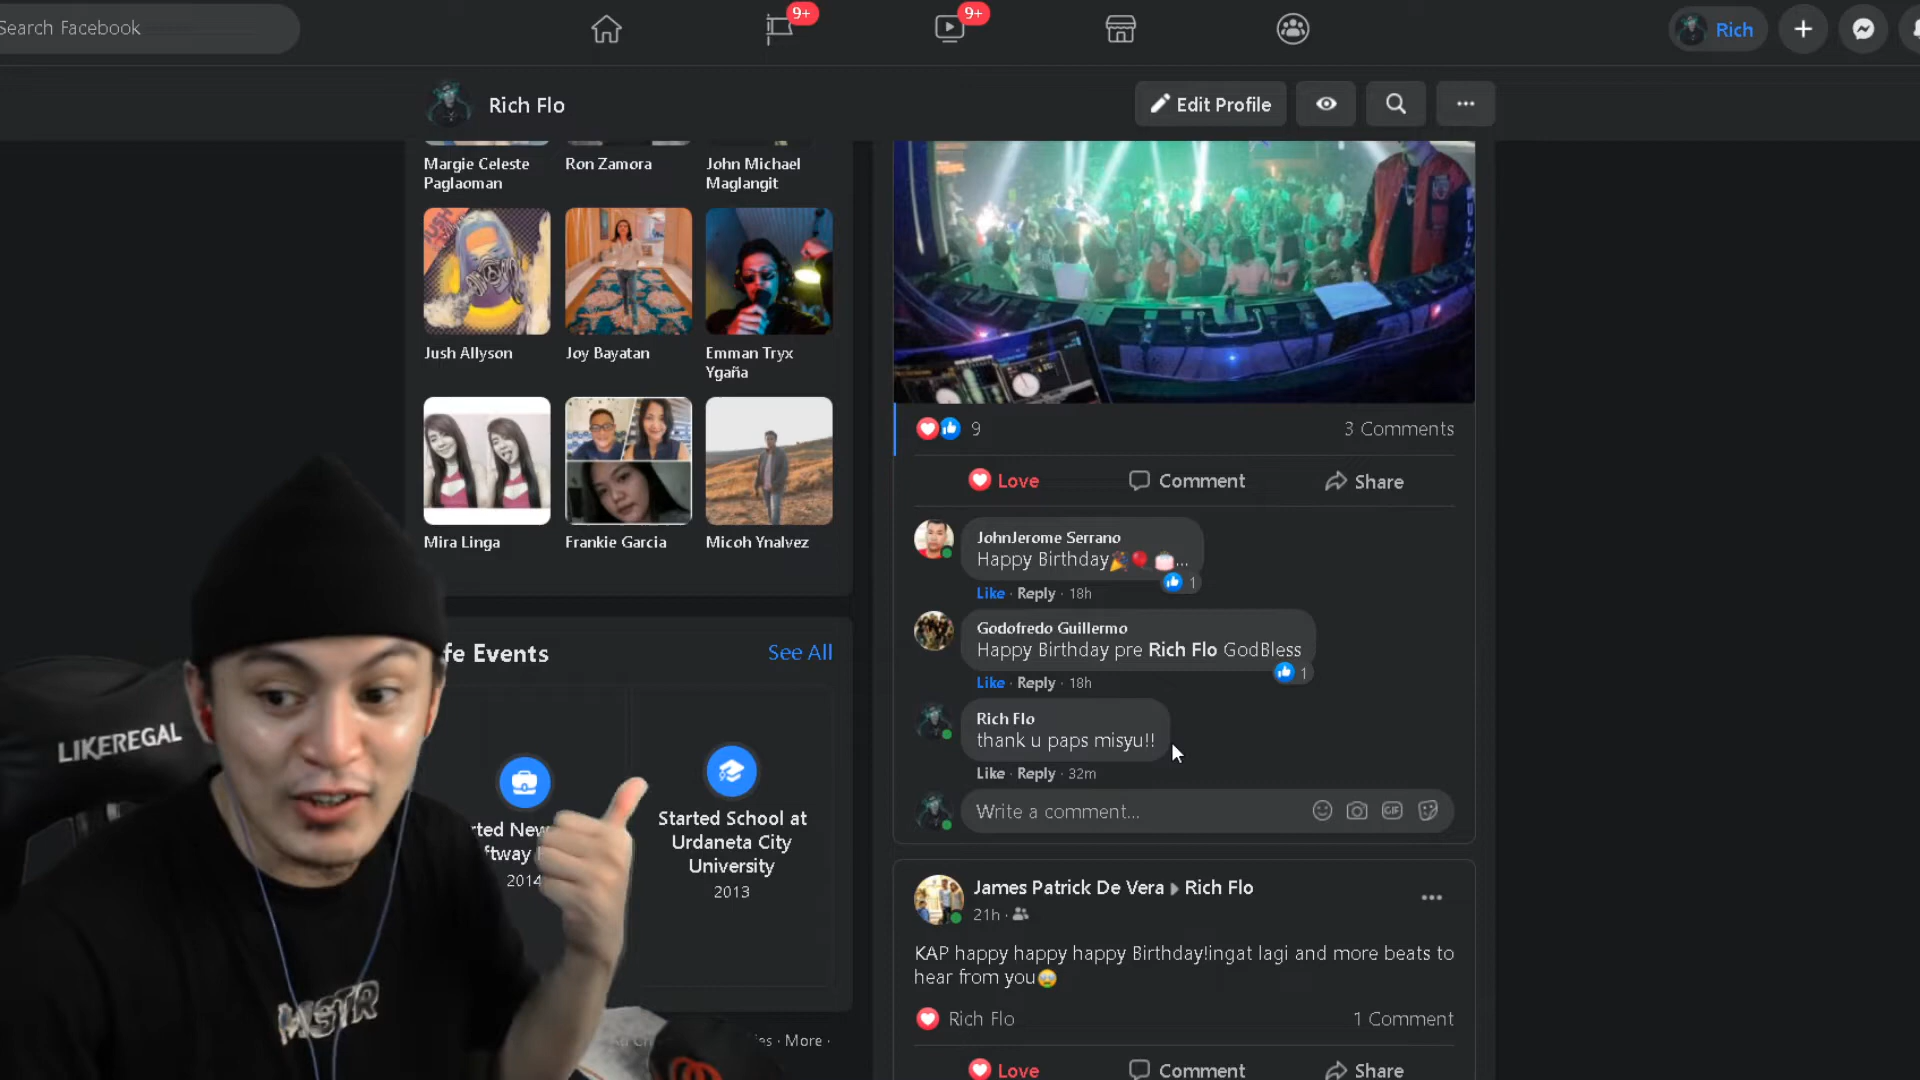 Search Facebook
9+
9+
Rich
Rich Flo
Edit Profile
Margie Celeste
Paglaoman
Ron Zamora
John Michael
Maglangit
Jush Allyson
Joy Bayatan
Emman Tryx
Ygaña
Mira Linga
Frankie Garcia
Micoh Ynalvez
fe Events
See All
rted New
ftway
2014
Started School at
Urdaneta City
University
2013
More ·
LIKEREGAL
MSTR
9
3 Comments
Love
Comment
Share
JohnJerome Serrano
Happy Birthday🎉🎈🎂...
1
Like · Reply · 18h
Godofredo Guillermo
Happy Birthday pre Rich Flo GodBless
1
Like · Reply · 18h
Rich Flo
thank u paps misyu!!
Like · Reply · 32m
Write a comment...
GIF
James Patrick De Vera ▸ Rich Flo
21h ·
KAP happy happy happy Birthday!ingat lagi and more beats to
hear from you
Rich Flo
1 Comment
Love
Comment
Share